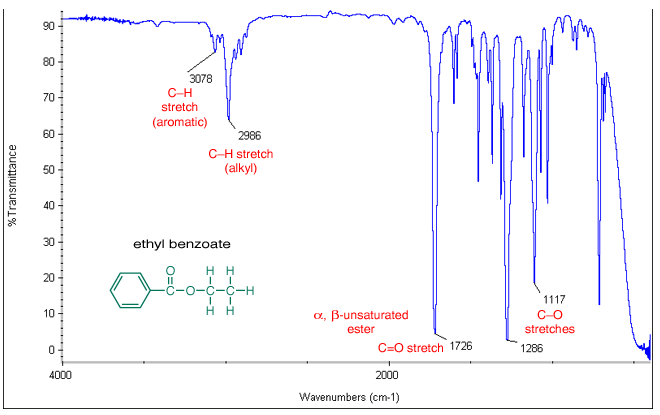 90
80
70
60
50
40
30
20
10
0
%Transmittance
3078
C–H
stretch
(aromatic)
2986
C–H stretch
(alkyl)
ethyl benzoate
O H H
C O C C H
H H
α, β-unsaturated
ester
C=O stretch 1726
1286
1117
C–O
stretches
4000 2000
Wavenumbers (cm-1)